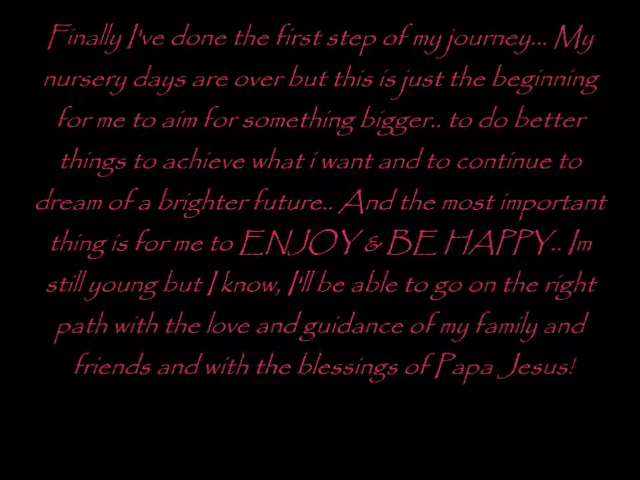 Finally I've done the first step of my journey... My
nursery days are over but this is just the beginning
for me to aim for something bigger.. to do better
things to achieve what i want and to continue to
dream of a brighter future.. And the most important
thing is for me to ENJOY & BE HAPPY.. Im
still young but I know, I'll be able to go on the right
path with the love and guidance of my family and
friends and with the blessings of Papa Jesus!